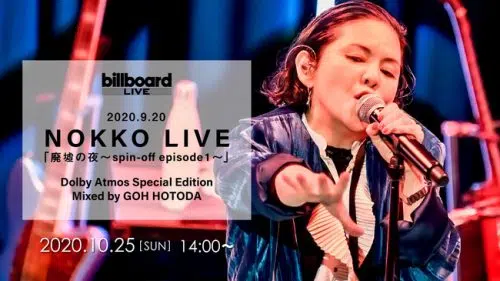 billboard
LIVE
2020.9.20
NOKKO LIVE
「廃墟の夜～spin-off episode1～」
Dolby Atmos Special Edition
Mixed by GOH HOTODA
2020.10.25 [SUN] 14:00～